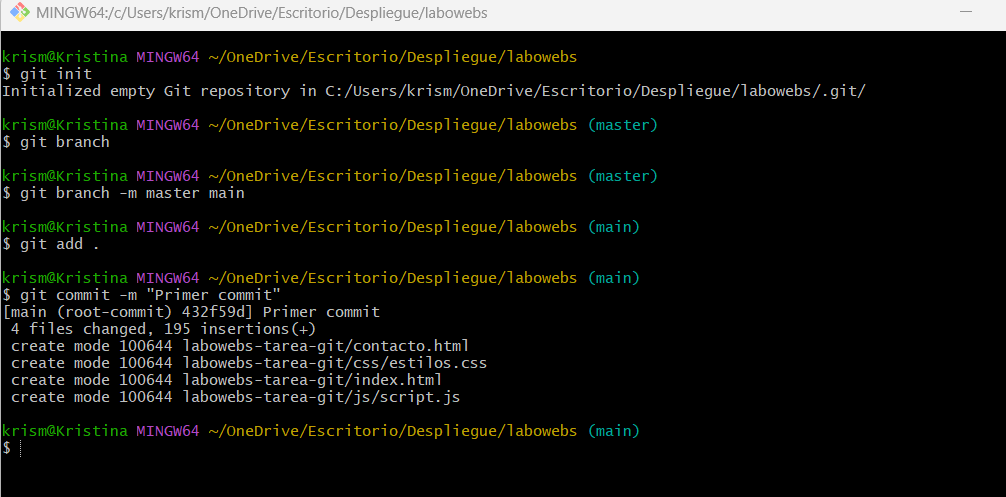 MINGW64:/c/Users/krism/OneDrive/Escritorio/Despliegue/labowebs
krism@Kristina MINGW64 ~/OneDrive/Escritorio/Despliegue/labowebs
$ git init
Initialized empty Git repository in C:/Users/krism/OneDrive/Escritorio/Despliegue/labowebs/.git/
krism@Kristina MINGW64 ~/OneDrive/Escritorio/Despliegue/labowebs (master)
$ git branch
krism@Kristina MINGW64 ~/OneDrive/Escritorio/Despliegue/labowebs (master)
$ git branch -m master main
krism@Kristina MINGW64 ~/OneDrive/Escritorio/Despliegue/labowebs (main)
$ git add .
krism@Kristina MINGW64 ~/OneDrive/Escritorio/Despliegue/labowebs (main)
$ git commit -m "Primer commit"
[main (root-commit) 432f59d] Primer commit
 4 files changed, 195 insertions(+)
 create mode 100644 labowebs-tarea-git/contacto.html
 create mode 100644 labowebs-tarea-git/css/estilos.css
 create mode 100644 labowebs-tarea-git/index.html
 create mode 100644 labowebs-tarea-git/js/script.js
krism@Kristina MINGW64 ~/OneDrive/Escritorio/Despliegue/labowebs (main)
$